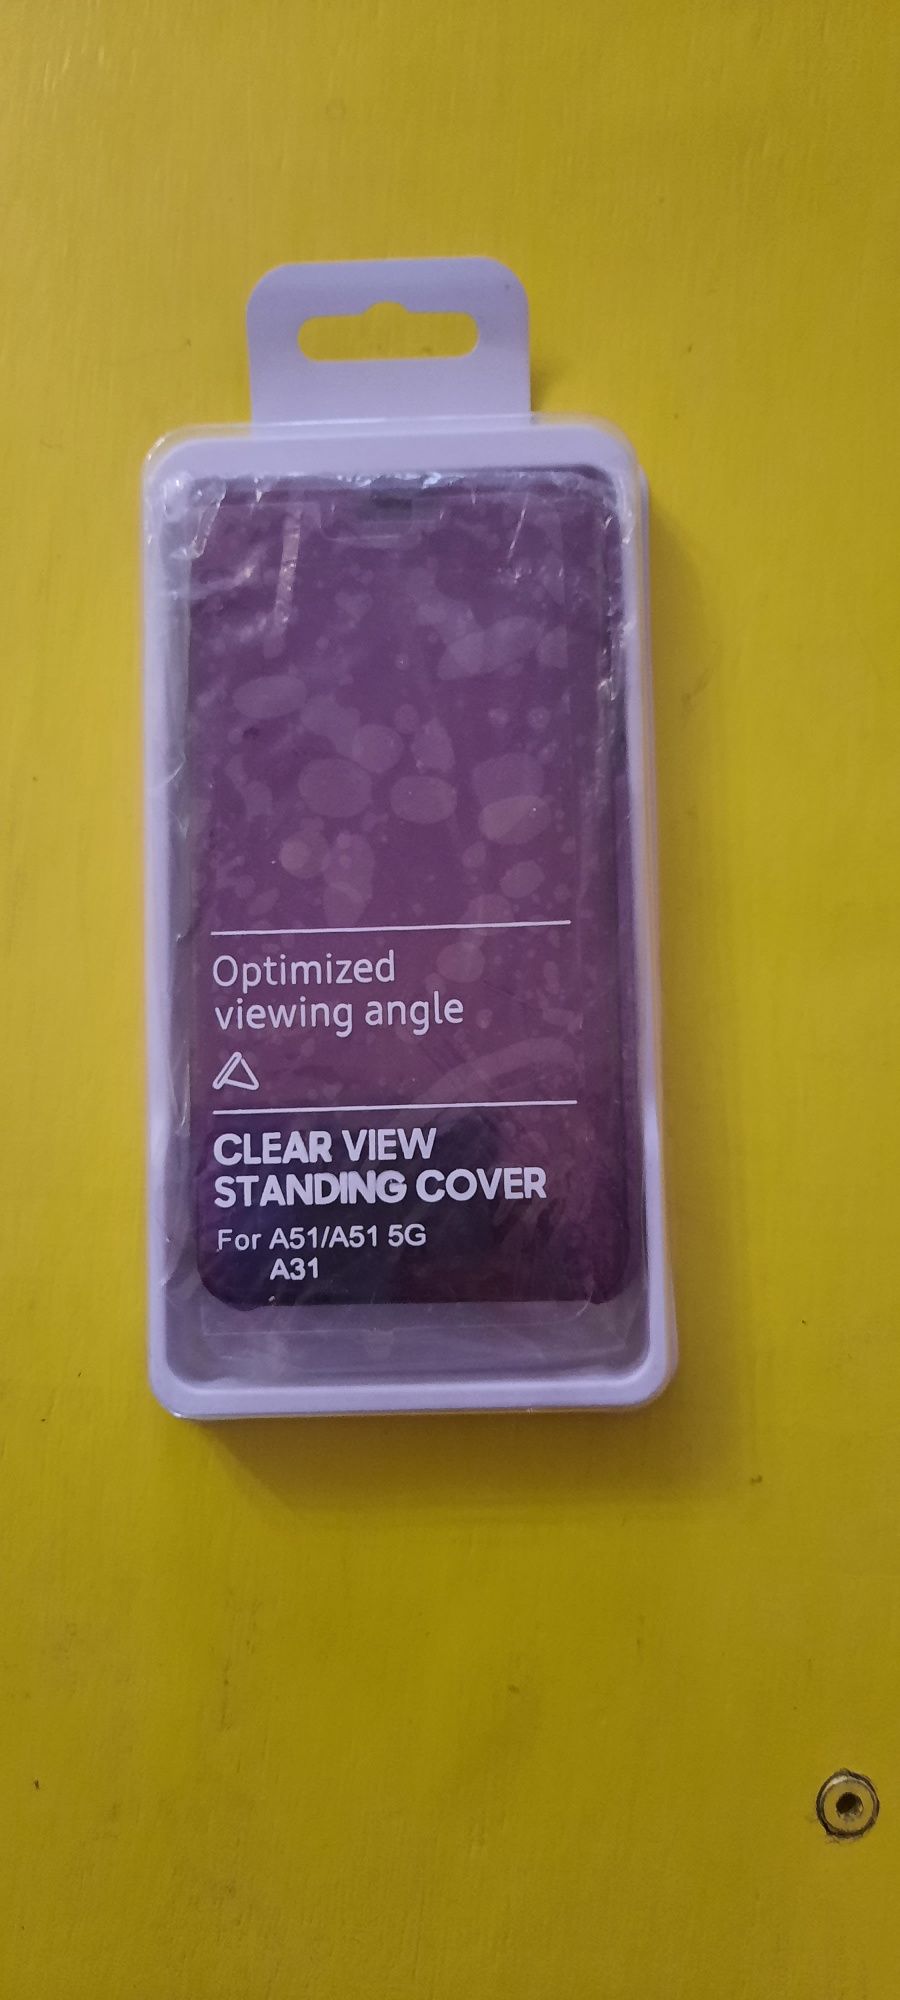 Optimized
viewing angle
CLEAR VIEW
STANDING COVER
For A51/A51 5G
A31